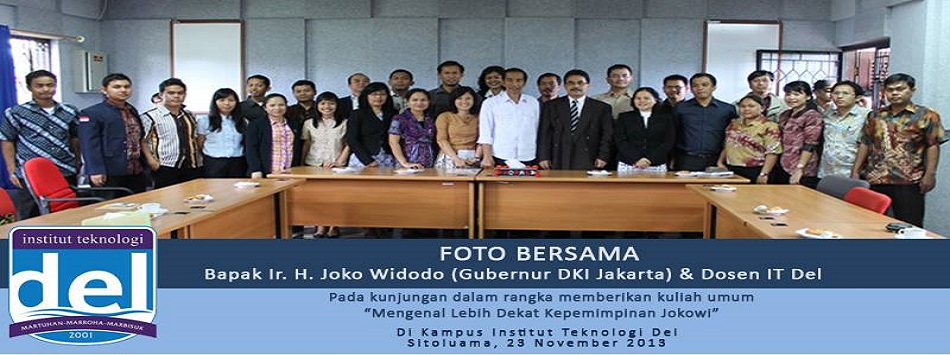 FOTO BERSAMA
Bapak Ir. H. Joko Widodo (Gubernur DKI Jakarta) & Dosen IT Del
Pada kunjungan dalam rangka memberikan kuliah umum
“Mengenal Lebih Dekat Kepemimpinan Jokowi”
Di Kampus Institut Teknologi Del
Sitoluama, 23 November 2013
institut teknologi
del
MARTUHAN-MARROHA-MARBISUK
2001